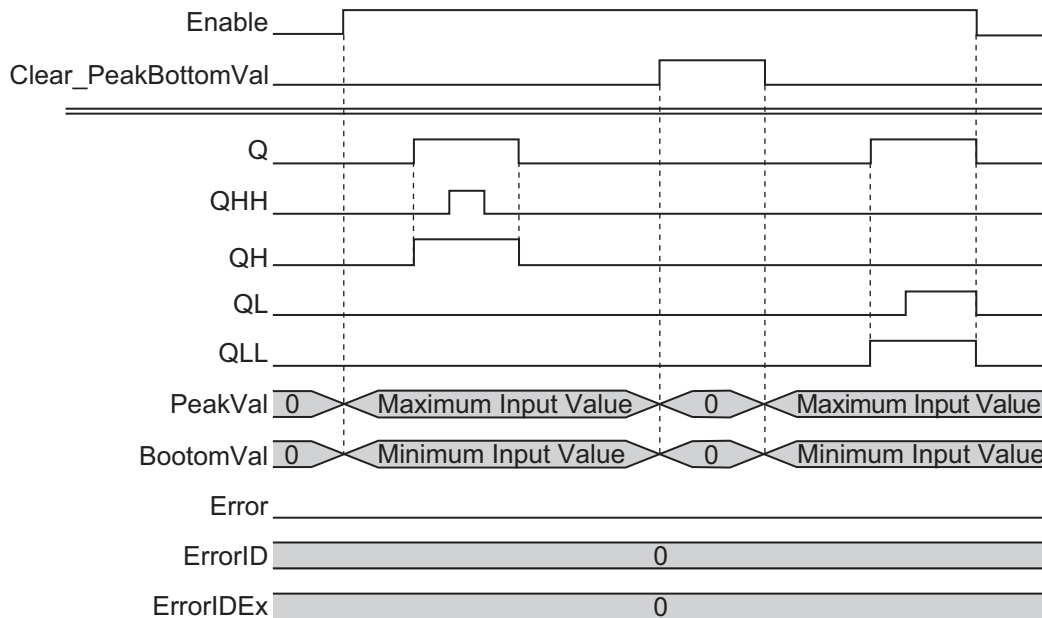 Enable
Clear_PeakBottomVal
Q
QHH
QH
QL
QLL
PeakVal 0 Maximum Input Value 0 Maximum Input Value
BootomVal 0 Minimum Input Value 0 Minimum Input Value
Error
ErrorID 0
ErrorIDEx 0